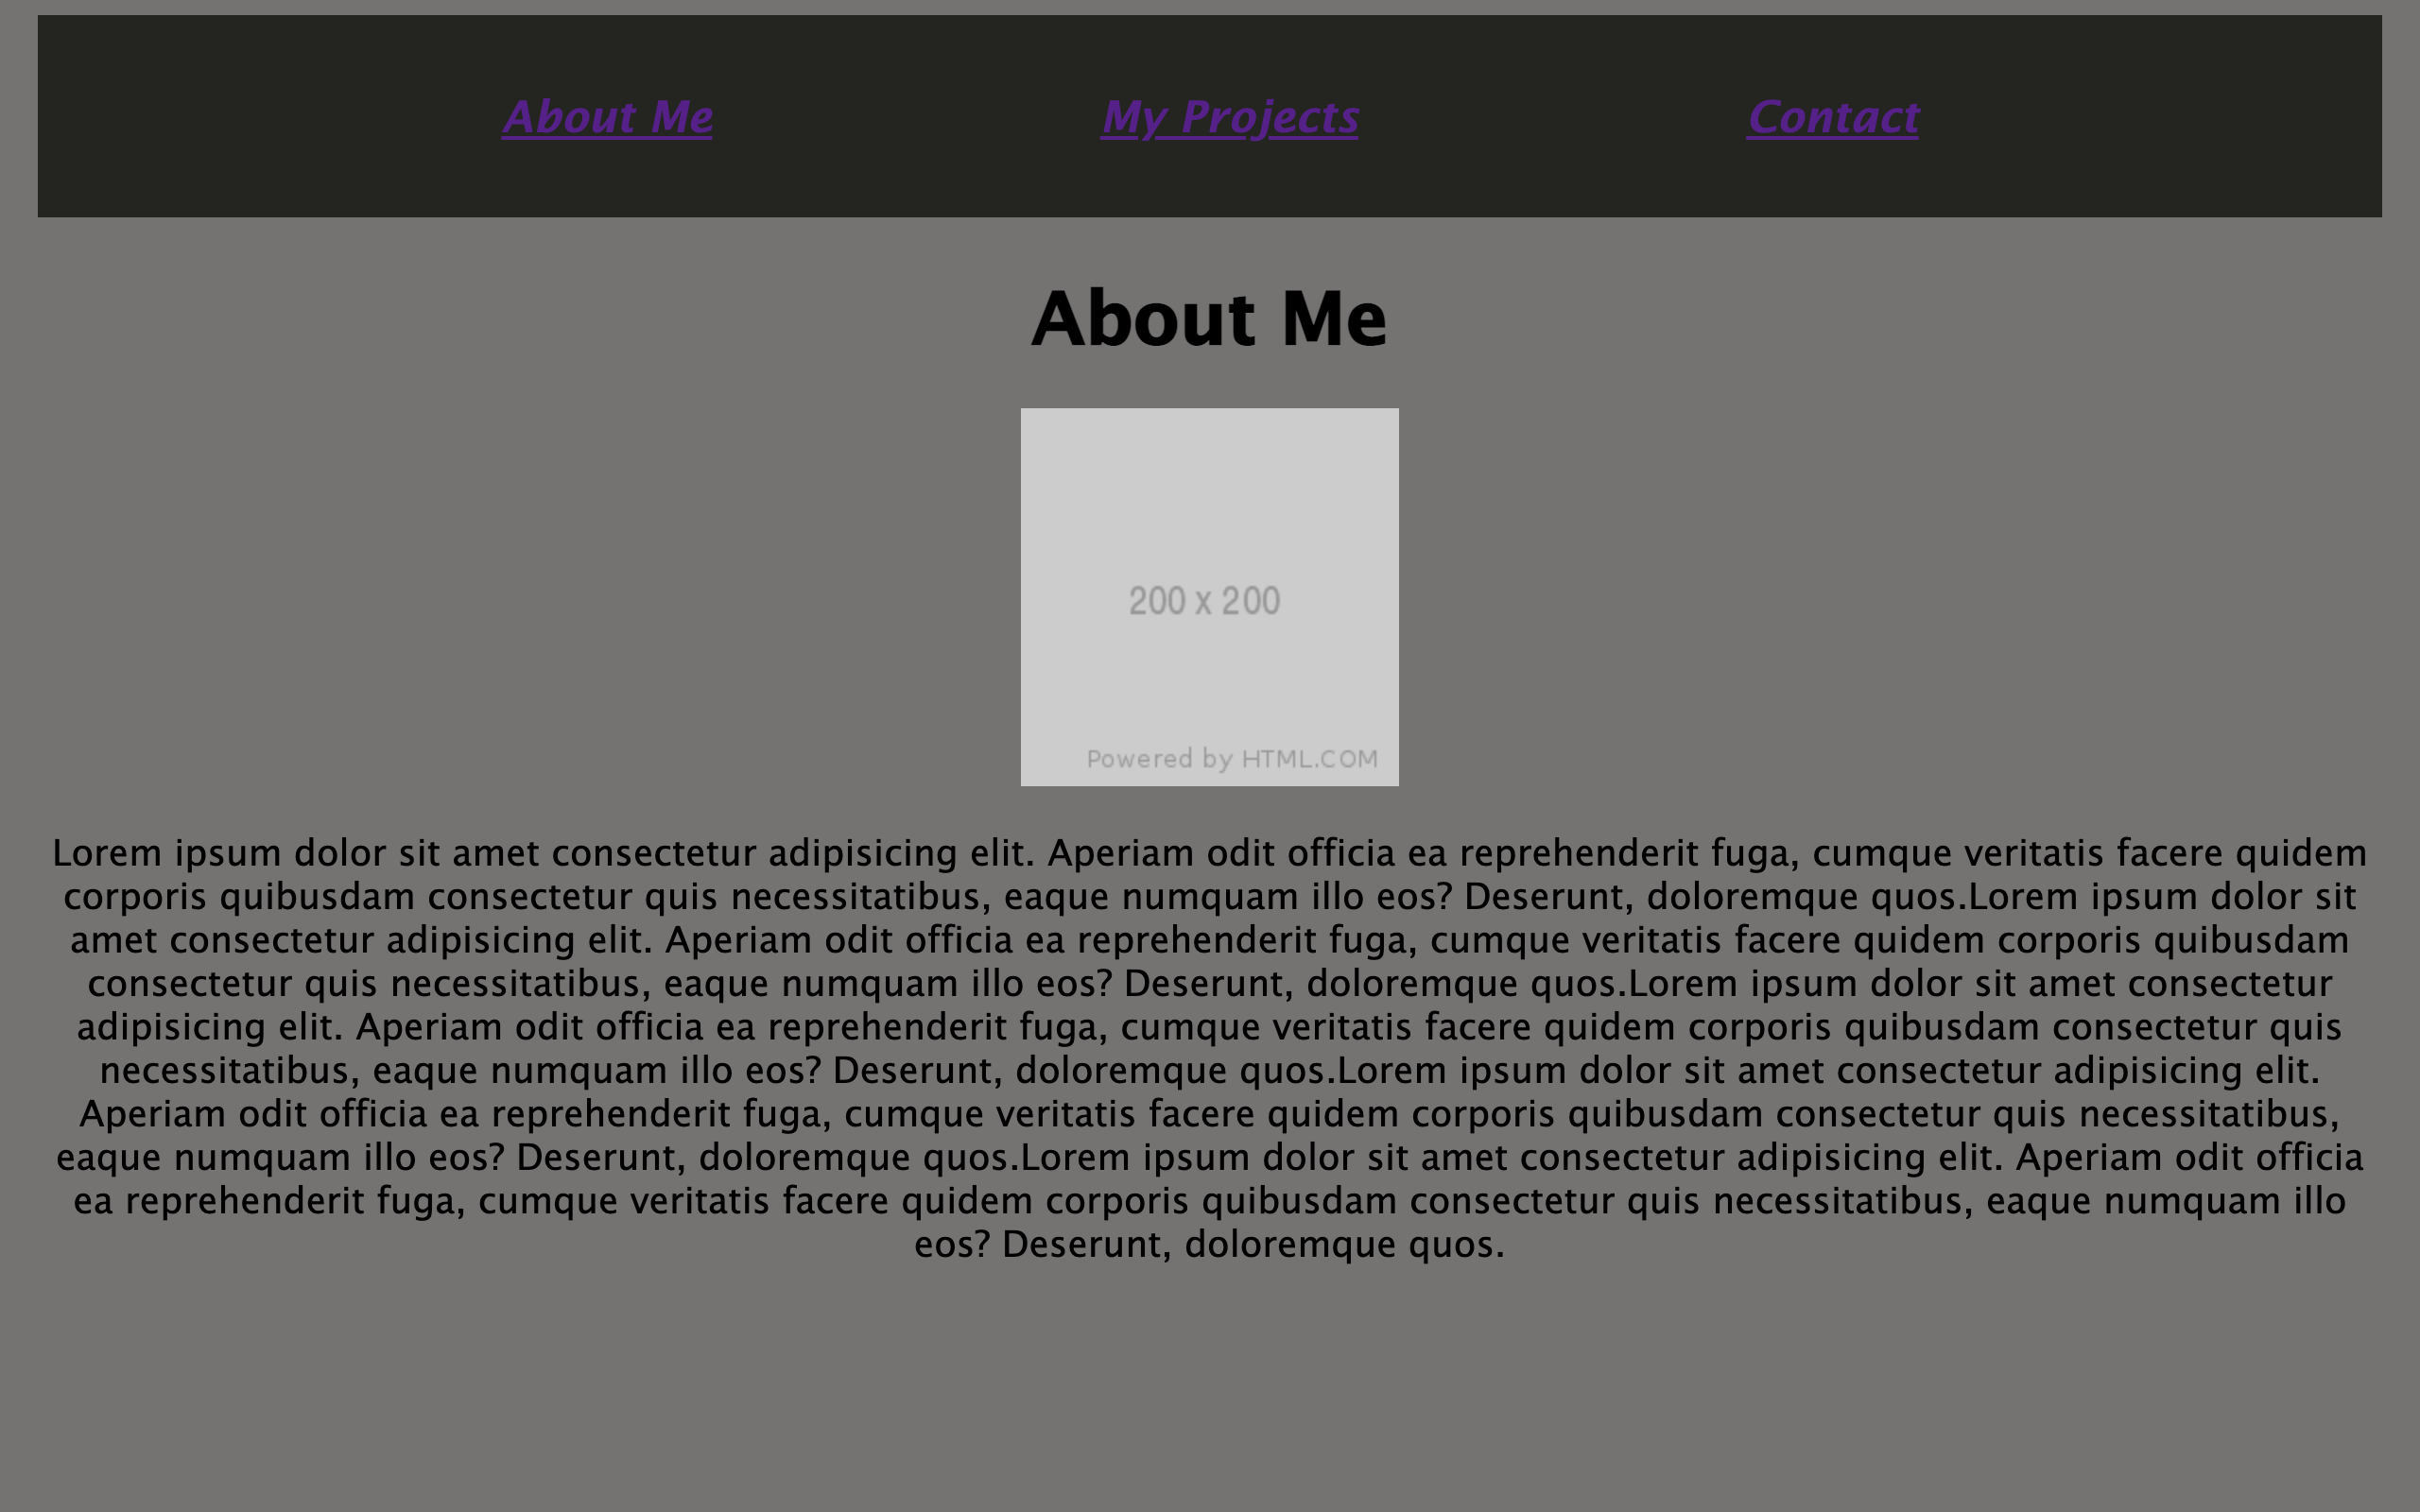 About Me My Projects Contact
About Me
200 x 200
Powered by HTML.COM
Lorem ipsum dolor sit amet consectetur adipisicing elit. Aperiam odit officia ea reprehenderit fuga, cumque veritatis facere quidem
corporis quibusdam consectetur quis necessitatibus, eaque numquam illo eos? Deserunt, doloremque quos.Lorem ipsum dolor sit
amet consectetur adipisicing elit. Aperiam odit officia ea reprehenderit fuga, cumque veritatis facere quidem corporis quibusdam
consectetur quis necessitatibus, eaque numquam illo eos? Deserunt, doloremque quos.Lorem ipsum dolor sit amet consectetur
adipisicing elit. Aperiam odit officia ea reprehenderit fuga, cumque veritatis facere quidem corporis quibusdam consectetur quis
necessitatibus, eaque numquam illo eos? Deserunt, doloremque quos.Lorem ipsum dolor sit amet consectetur adipisicing elit.
Aperiam odit officia ea reprehenderit fuga, cumque veritatis facere quidem corporis quibusdam consectetur quis necessitatibus,
eaque numquam illo eos? Deserunt, doloremque quos.Lorem ipsum dolor sit amet consectetur adipisicing elit. Aperiam odit officia
ea reprehenderit fuga, cumque veritatis facere quidem corporis quibusdam consectetur quis necessitatibus, eaque numquam illo
eos? Deserunt, doloremque quos.